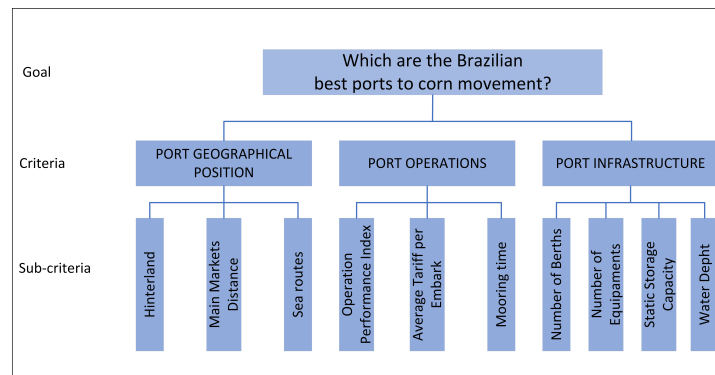 Goal
Which are the Brazilian
best ports to corn movement?
Criteria
PORT GEOGRAPHICAL
POSITION
PORT OPERATIONS
PORT INFRASTRUCTURE
Sub-criteria
Hinterland
Main Markets
Distance
Sea routes
Operation
Performance Index
Average Tariff per
Embark
Mooring time
Number of Berths
Number of
Equipaments
Static Storage
Capacity
Water Depht